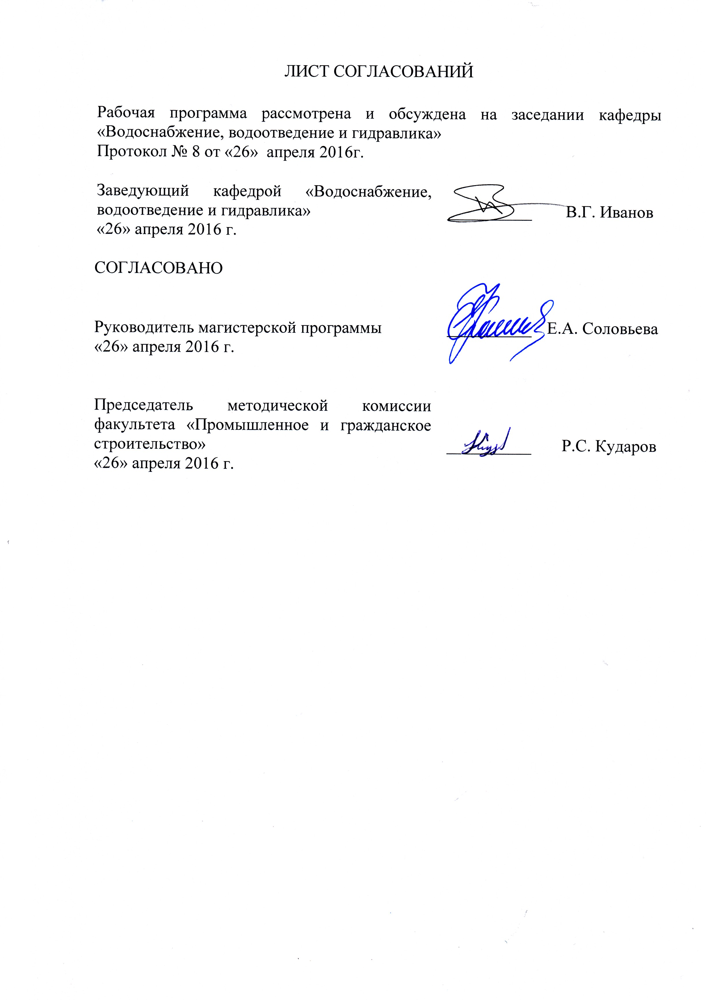 ЛИСТ СОГЛАСОВАНИЙ
Рабочая программа рассмотрена и обсуждена на заседании кафедры
«Водоснабжение, водоотведение и гидравлика»
Протокол № 8 от «26» апреля 2016г.
Заведующий кафедрой «Водоснабжение,
водоотведение и гидравлика» В.Г. Иванов
«26» апреля 2016 г.
СОГЛАСОВАНО
Руководитель магистерской программы Е.А. Соловьева
«26» апреля 2016 г.
Председатель методической комиссии
факультета «Промышленное и гражданское
строительство» Р.С. Кударов
«26» апреля 2016 г.